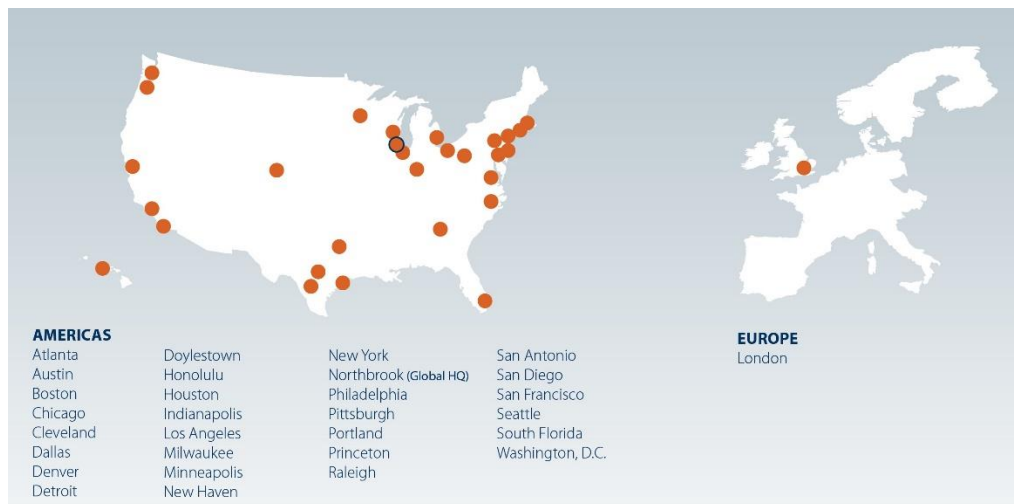 AMERICAS
Atlanta
Austin
Boston
Chicago
Cleveland
Dallas
Denver
Detroit
Doylestown
Honolulu
Houston
Indianapolis
Los Angeles
Milwaukee
Minneapolis
New Haven
New York
Northbrook (Global HQ)
Philadelphia
Pittsburgh
Portland
Princeton
Raleigh
San Antonio
San Diego
San Francisco
Seattle
South Florida
Washington, D.C.
EUROPE
London